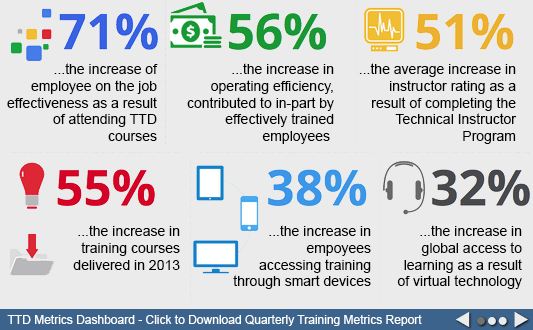 71%
...the increase of
employee on the job
effectiveness as a result
of attending TTD
courses
56%
...the increase in
operating efficiency,
contributed to in-part by
effectively trained
employees
51%
...the average increase in
instructor rating as a
result of completing the
Technical Instructor
Program
55%
...the increase in
training courses
delivered in 2013
38%
...the increase in
empoyees
accessing training
through smart devices
32%
...the increase in
global access to
learning as a result
of virtual technology
TTD Metrics Dashboard - Click to Download Quarterly Training Metrics Report